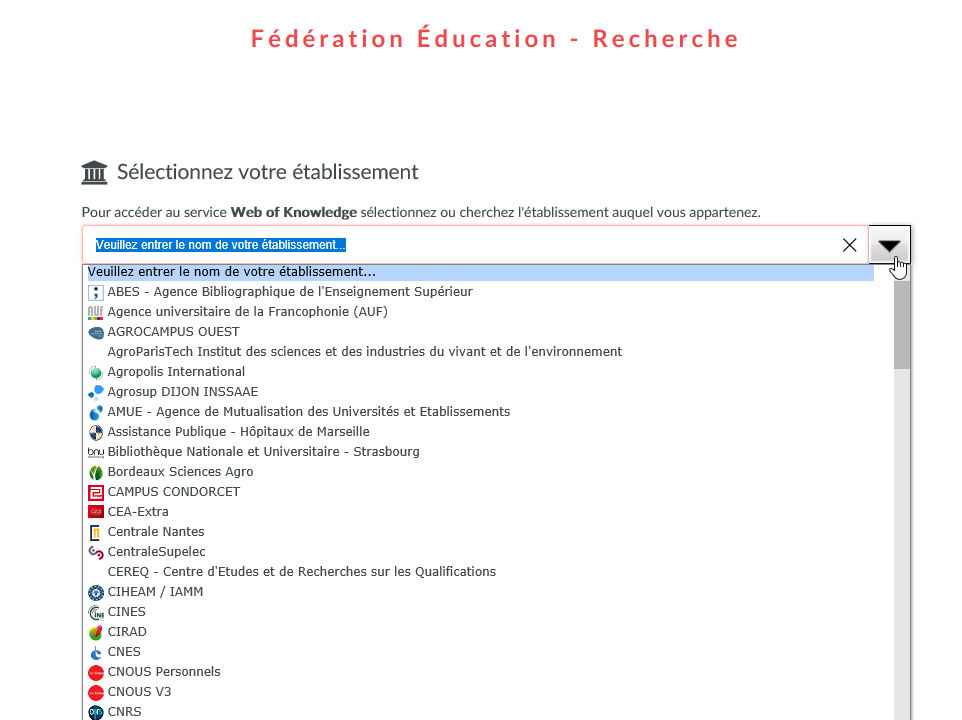 Fédération Éducation - Recherche
Sélectionnez votre établissement
Pour accéder au service Web of Knowledge sélectionnez ou cherchez l'établissement auquel vous appartenez.
Veuillez entrer le nom de votre établissement...
Veuillez entrer le nom de votre établissement...
ABES - Agence Bibliographique de l'Enseignement Supérieur
AUF Agence universitaire de la Francophonie (AUF)
AGROCAMPUS OUEST
AgroParisTech Institut des sciences et des industries du vivant et de l'environnement
Agropolis International
Agrosup DIJON INSSAAE
AMUE - Agence de Mutualisation des Universités et Etablissements
Assistance Publique - Hôpitaux de Marseille
bnu Bibliothèque Nationale et Universitaire - Strasbourg
Bordeaux Sciences Agro
CAMPUS CONDORCET
cea CEA-Extra
Centrale Nantes
CentraleSupelec
CEREQ - Centre d'Etudes et de Recherches sur les Qualifications
CIHEAM / IAMM
CINES
CIRAD
CNES
CNOUS Personnels
CNOUS V3
CNRS